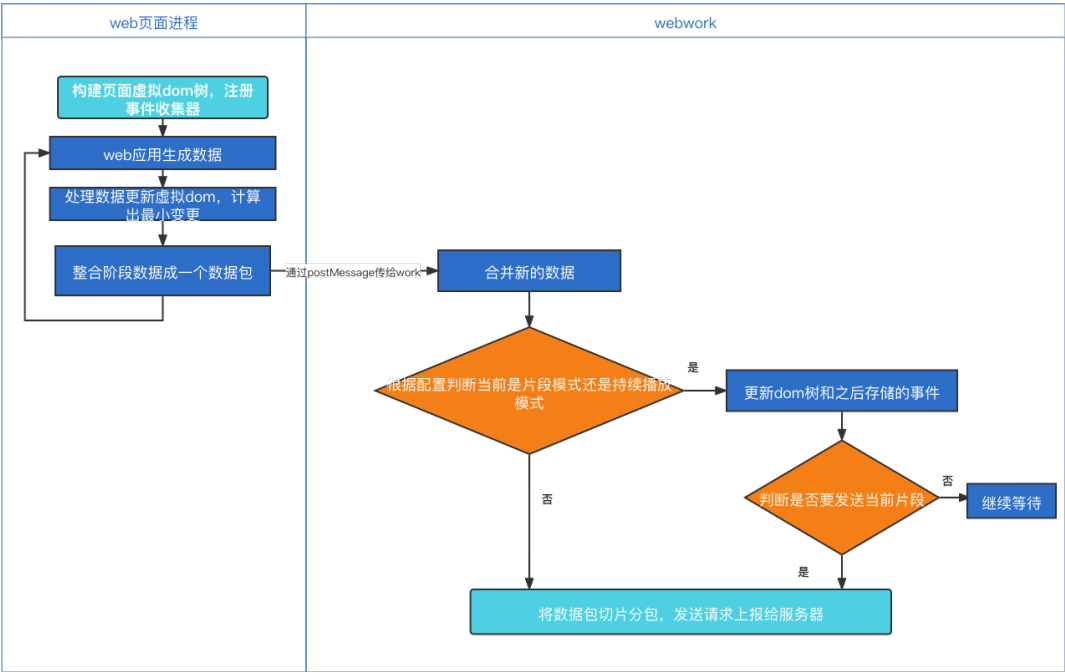 web页面进程
webwork
构建页面虚拟dom树，注册
事件收集器
web应用生成数据
处理数据更新虚拟dom，计算
出最小变更
整合阶段数据成一个数据包
通过postMessage传给work
合并新的数据
根据配置判断当前是片段模式还是持续播放
模式
是
更新dom树和之后存储的事件
否
判断是否要发送当前片段
否
继续等待
是
将数据包切片分包，发送请求上报给服务器